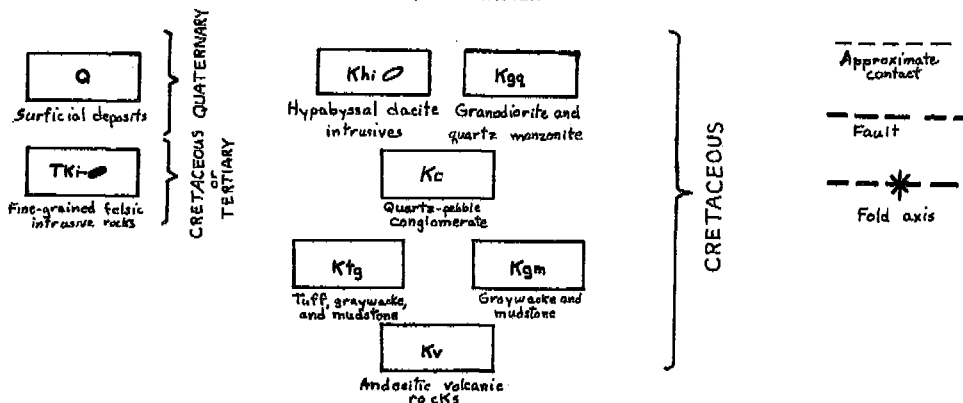 Q
Surficial deposits
QUATERNARY
TKi
Fine-grained felsic
intrusive rocks
CRETACEOUS
or
TERTIARY
Khi
Hypabyssal dacite
intrusives
Kgq
Granodiorite and
quartz monzonite
Kc
Quartz-pebble
conglomerate
Ktg
Tuff, graywacke,
and mudstone
Kgm
Graywacke and
mudstone
Kv
Andesitic volcanic
rocks
CRETACEOUS
Approximate
contact
Fault
Fold axis